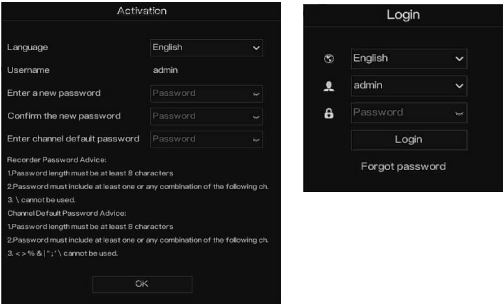 Activation
Language
English
Username
admin
Enter a new password
Password
Confirm the new password
Password
Enter channel default password
Password
Recorder Password Advice:
1.Password length must be at least 8 characters
2.Password must include at least one or any combination of the following ch.
3. \ cannot be used.
Channel Default Password Advice:
1.Password length must be at least 8 characters
2.Password must include at least one or any combination of the following ch.
3. < > % & | " ; ' \ cannot be used.
OK
Login
English
admin
Password
Login
Forgot password